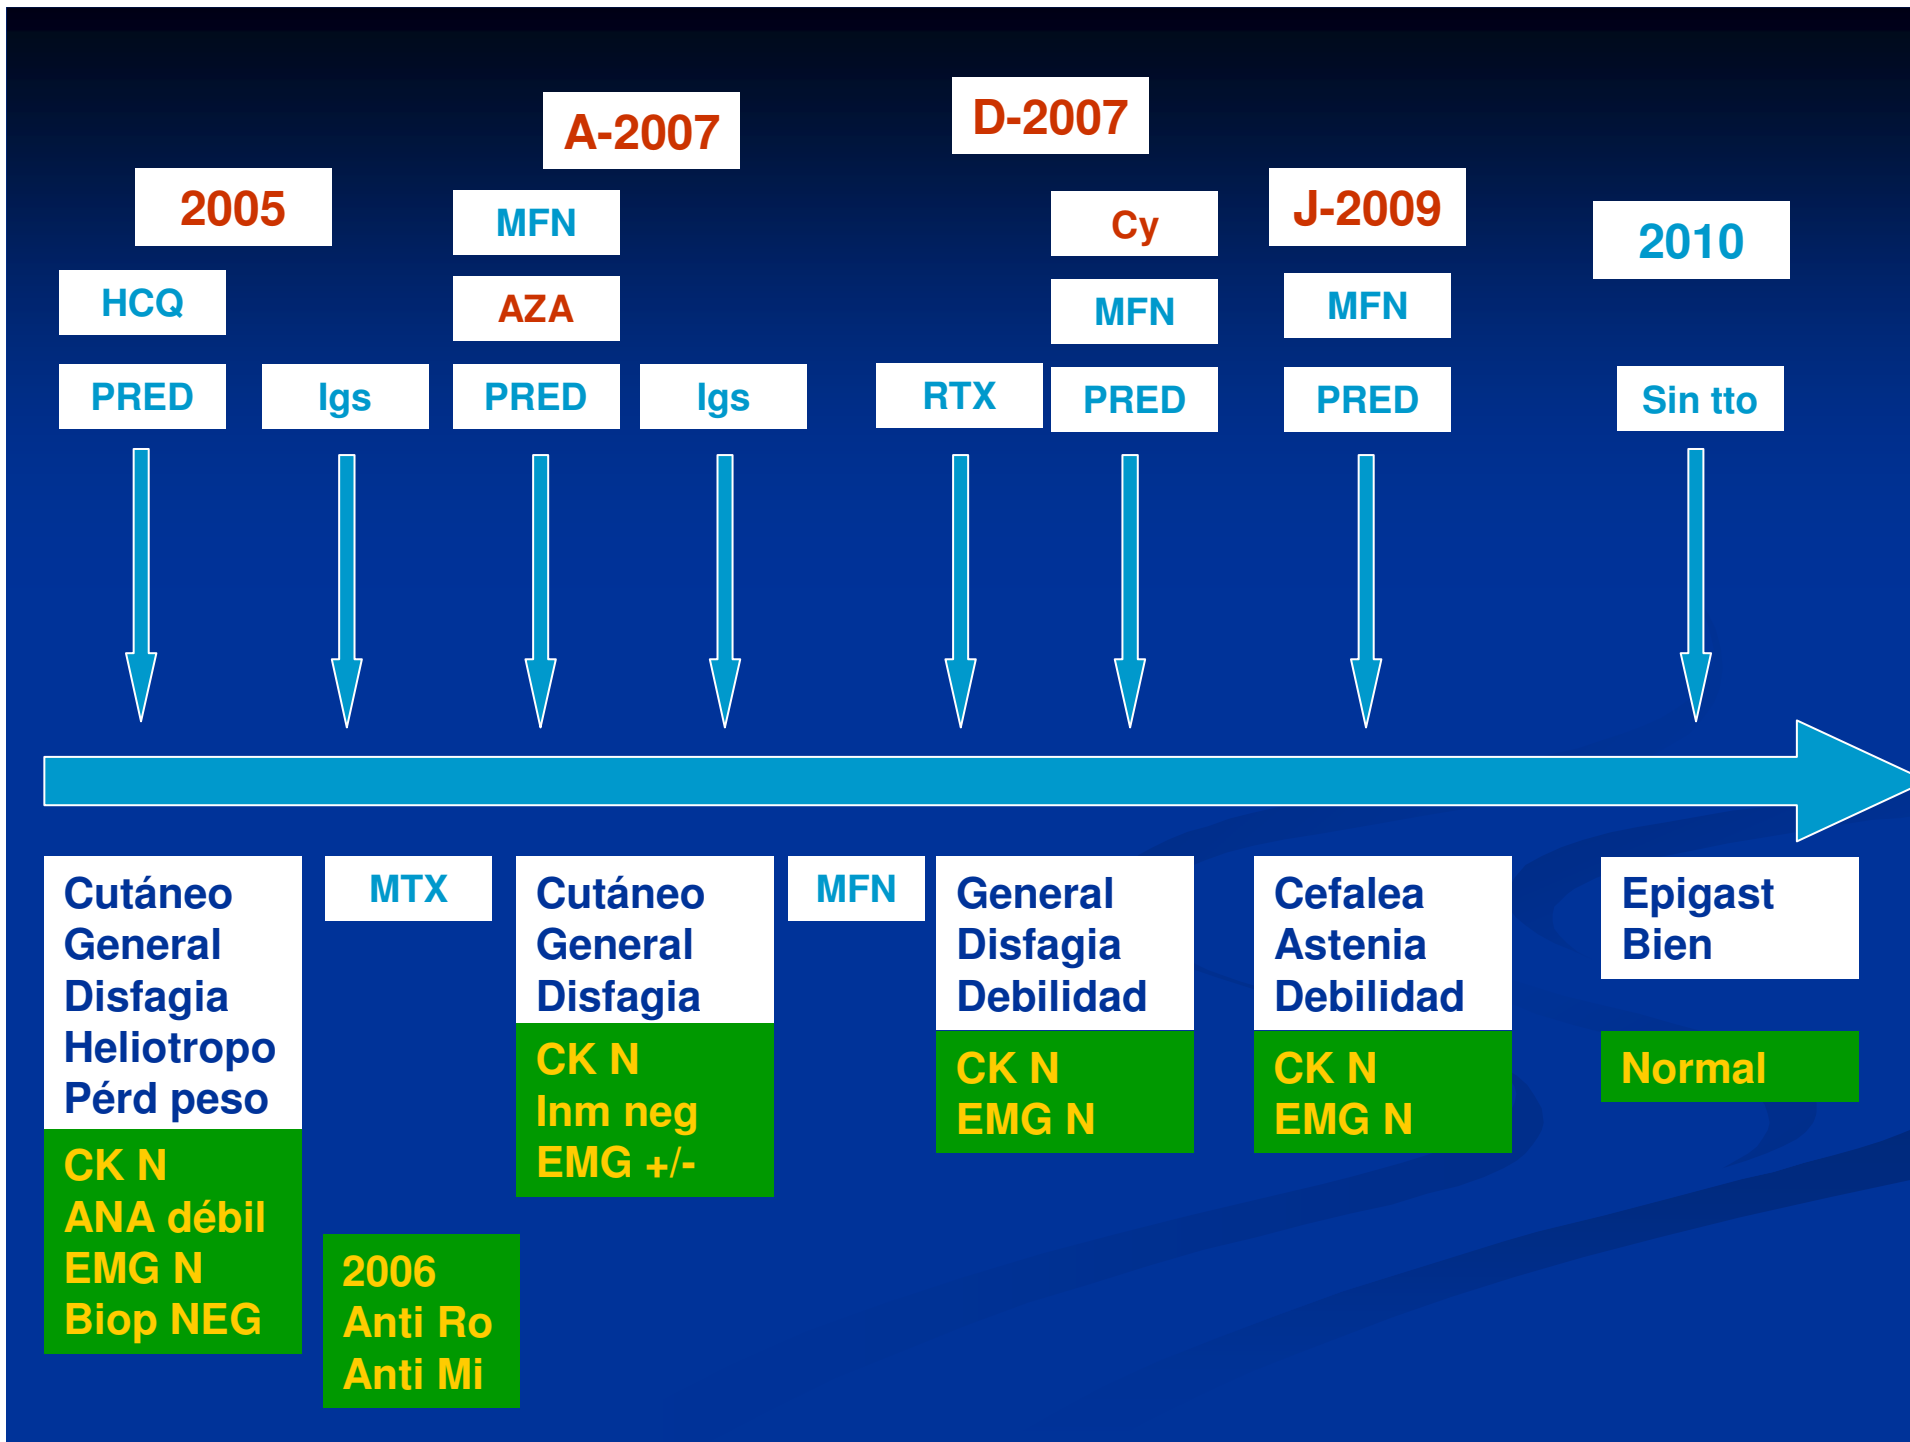 2005
A-2007
D-2007
J-2009
2010
HCQ
PRED
Igs
MFN
AZA
PRED
Igs
RTX
Cy
MFN
PRED
MFN
PRED
Sin tto
Cutáneo
General
Disfagia
Heliotropo
Pérd peso
CK N
ANA débil
EMG N
Biop NEG
MTX
2006
Anti Ro
Anti Mi
Cutáneo
General
Disfagia
CK N
Inm neg
EMG +/-
MFN
General
Disfagia
Debilidad
CK N
EMG N
Cefalea
Astenia
Debilidad
CK N
EMG N
Epigast
Bien
Normal